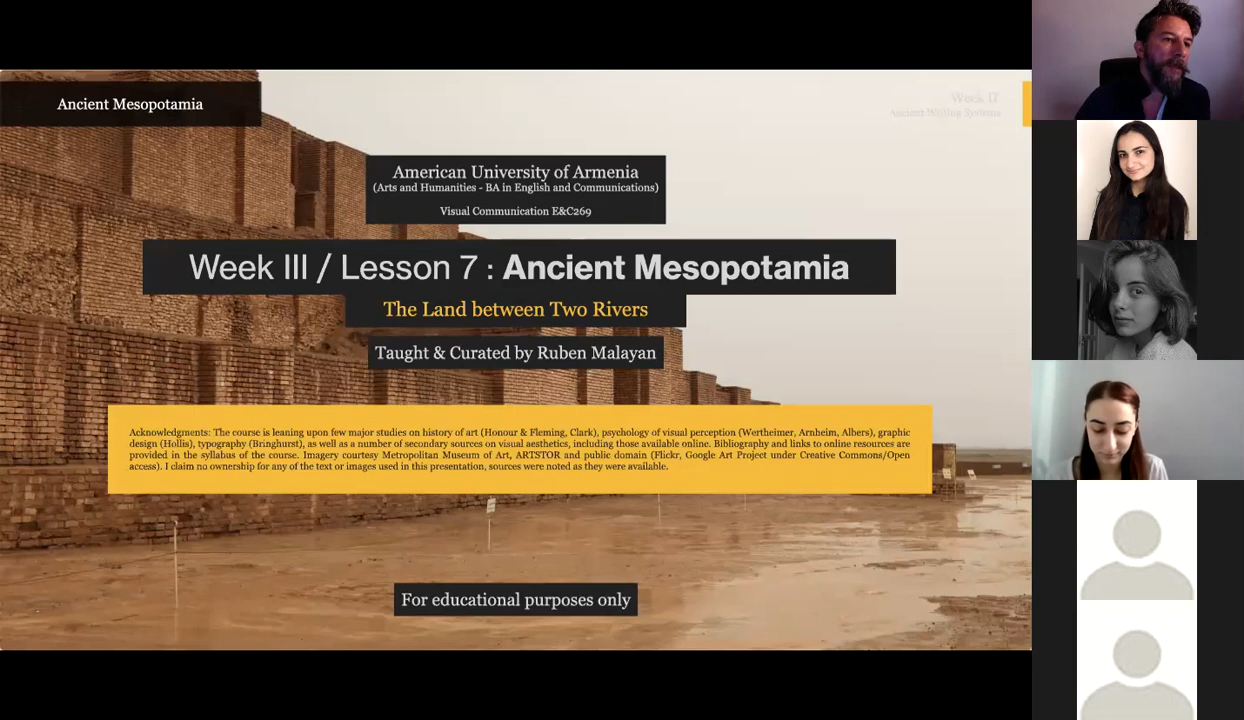 Ancient Mesopotamia
Week II
Ancient Writing Systems
American University of Armenia
(Arts and Humanities - BA in English and Communications)
Visual Communication E&C269
Week III / Lesson 7 : Ancient Mesopotamia
The Land between Two Rivers
Taught & Curated by Ruben Malayan
Acknowledgments: The course is leaning upon few major studies on history of art (Honour & Fleming, Clark), psychology of visual perception (Wertheimer, Arnheim, Albers), graphic
design (Hollis), typography (Bringhurst), as well as a number of secondary sources on visual aesthetics, including those available online. Bibliography and links to online resources are
provided in the syllabus of the course. Imagery courtesy Metropolitan Museum of Art, ARTSTOR and public domain (Flickr, Google Art Project under Creative Commons/Open
access). I claim no ownership for any of the text or images used in this presentation, sources were noted as they were available.
For educational purposes only